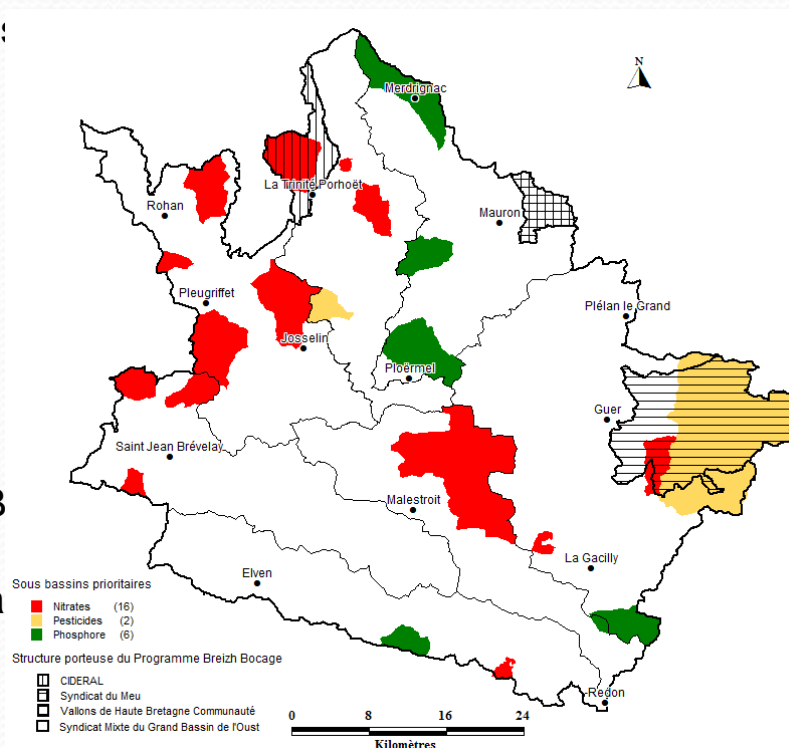 N
Merdrignac
La Trinité Porhoët
Mauron
Rohan
Pleugriffet
Plélan le Grand
Josselin
Ploërmel
Guer
Saint Jean Brévelay
Malestroit
La Gacilly
Elven
Redon
Sous bassins prioritaires
Nitrates (16)
Pesticides (2)
Phosphore (6)
Structure porteuse du Programme Breizh Bocage
CIDERAL
Syndicat du Meu
Vallons de Haute Bretagne Communauté
Syndicat Mixte du Grand Bassin de l'Oust
0 8 16 24
Kilomètres